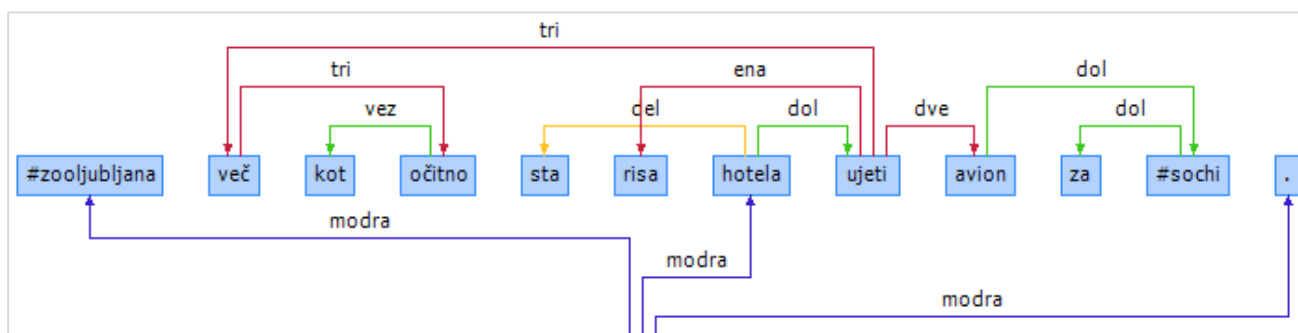 tri
tri ena dol
vez del dol dve dol
#zooljubljana več kot očitno sta risa hotela ujeti avion za #sochi .
modra
modra
modra